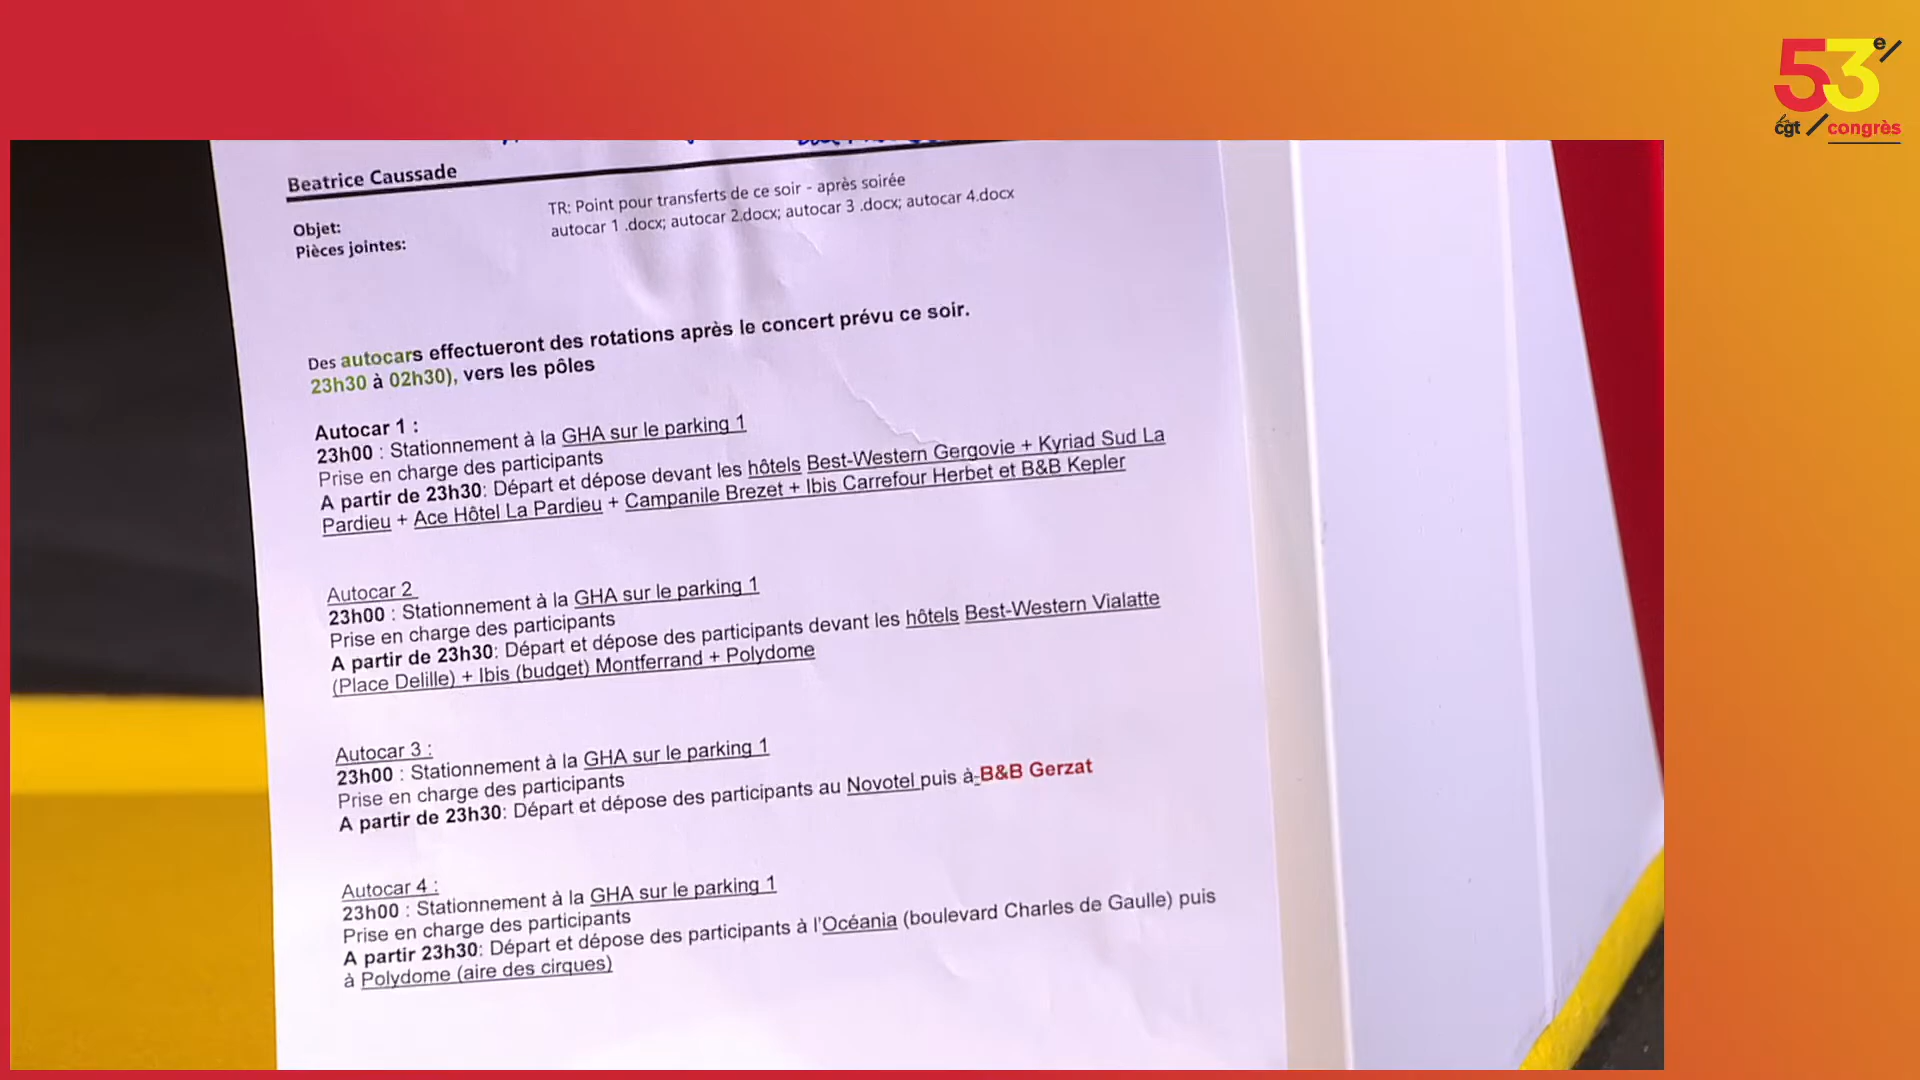 53e
la cgt congrès
Beatrice Caussade
Objet: TR: Point pour transferts de ce soir - après soirée
Pièces jointes: autocar 1 .docx; autocar 2.docx; autocar 3 .docx; autocar 4.docx
Des autocars effectueront des rotations après le concert prévu ce soir.
23h30 à 02h30), vers les pôles
Autocar 1 :
23h00 : Stationnement à la GHA sur le parking 1
Prise en charge des participants
A partir de 23h30: Départ et dépose devant les hôtels Best-Western Gergovie + Kyriad Sud La
Pardieu + Ace Hôtel La Pardieu + Campanile Brezet + Ibis Carrefour Herbet et B&B Kepler
Autocar 2
23h00 : Stationnement à la GHA sur le parking 1
Prise en charge des participants
A partir de 23h30: Départ et dépose des participants devant les hôtels Best-Western Vialatte
(Place Delille) + Ibis (budget) Montferrand + Polydome
Autocar 3 :
23h00 : Stationnement à la GHA sur le parking 1
Prise en charge des participants
A partir de 23h30: Départ et dépose des participants au Novotel puis à B&B Gerzat
Autocar 4 :
23h00 : Stationnement à la GHA sur le parking 1
Prise en charge des participants
A partir 23h30: Départ et dépose des participants à l'Océania (boulevard Charles de Gaulle) puis
à Polydome (aire des cirques)